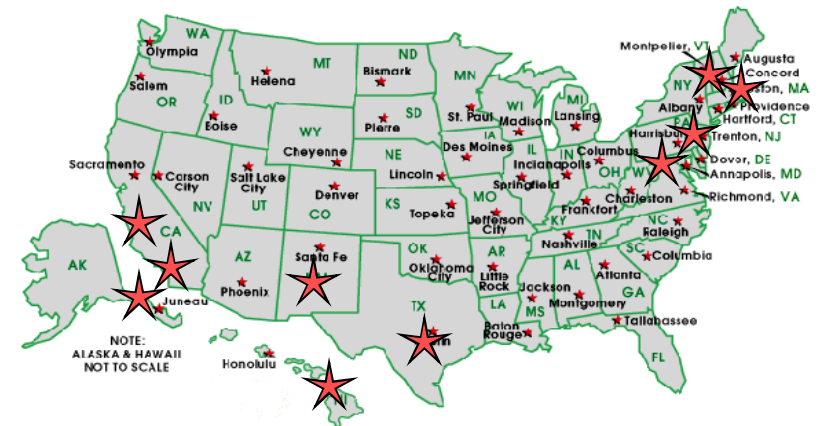 WA
Olympia
Salem
OR
ID
Boise
MT
Helena
ND
Bismark
SD
Pierre
MN
St. Paul
WI
Madison
MI
Lansing
Montpelier, VT
Augusta
Concord
MA
NY
Albany
Providence
Hartford, CT
Trenton, NJ
Dover, DE
Annapolis, MD
Richmond, VA
WY
Cheyenne
NE
Lincoln
IA
Des Moines
IL
Springfield
IN
Indianapolis
Columbus
OH
Charleston
Sacramento
Carson
City
NV
Salt Lake
City
UT
Denver
CO
KS
Topeka
MO
Jefferson
City
KY
Frankfort
Nashville
TN
NC
Raleigh
SC
Columbia
CA
AZ
Phoenix
Santa Fe
OK
Oklahoma
City
AR
Little
Rock
TX
LA
Baton
Rouge
Jackson
MS
AL
Montgomery
Atlanta
GA
Tallahassee
FL
AK
Juneau
NOTE:
ALASKA & HAWAII
NOT TO SCALE
Honolulu